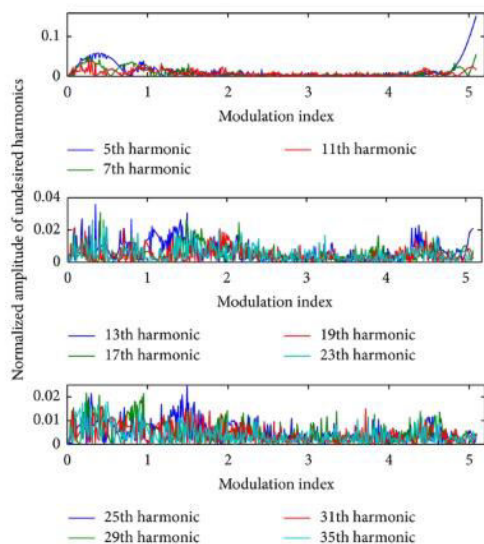 Normalized amplitude of undesired harmonics
0.1
0
0 1 2 3 4 5
Modulation index
5th harmonic 11th harmonic
7th harmonic
0.04
0.02
0
0 1 2 3 4 5
Modulation index
13th harmonic 19th harmonic
17th harmonic 23th harmonic
0.02
0.01
0
0 1 2 3 4 5
Modulation index
25th harmonic 31th harmonic
29th harmonic 35th harmonic